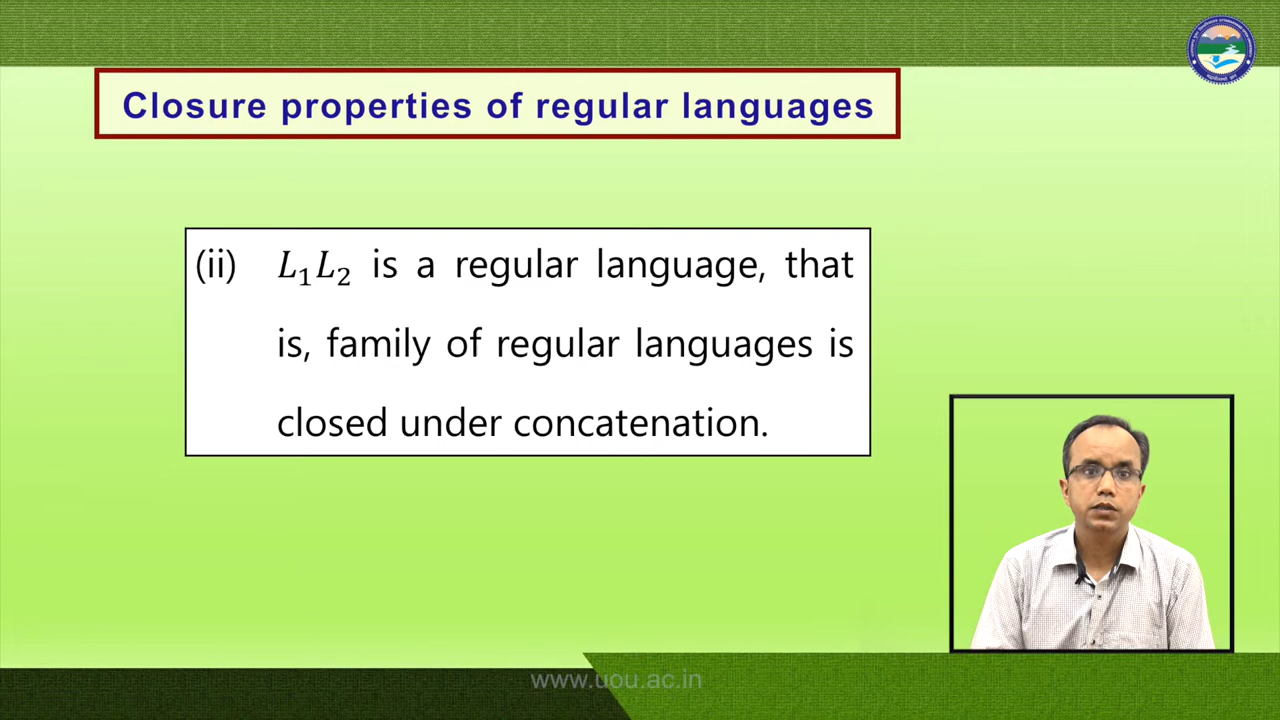 Closure properties of regular languages
(ii) L₁L₂ is a regular language, that
is, family of regular languages is
closed under concatenation.
www.uou.ac.in